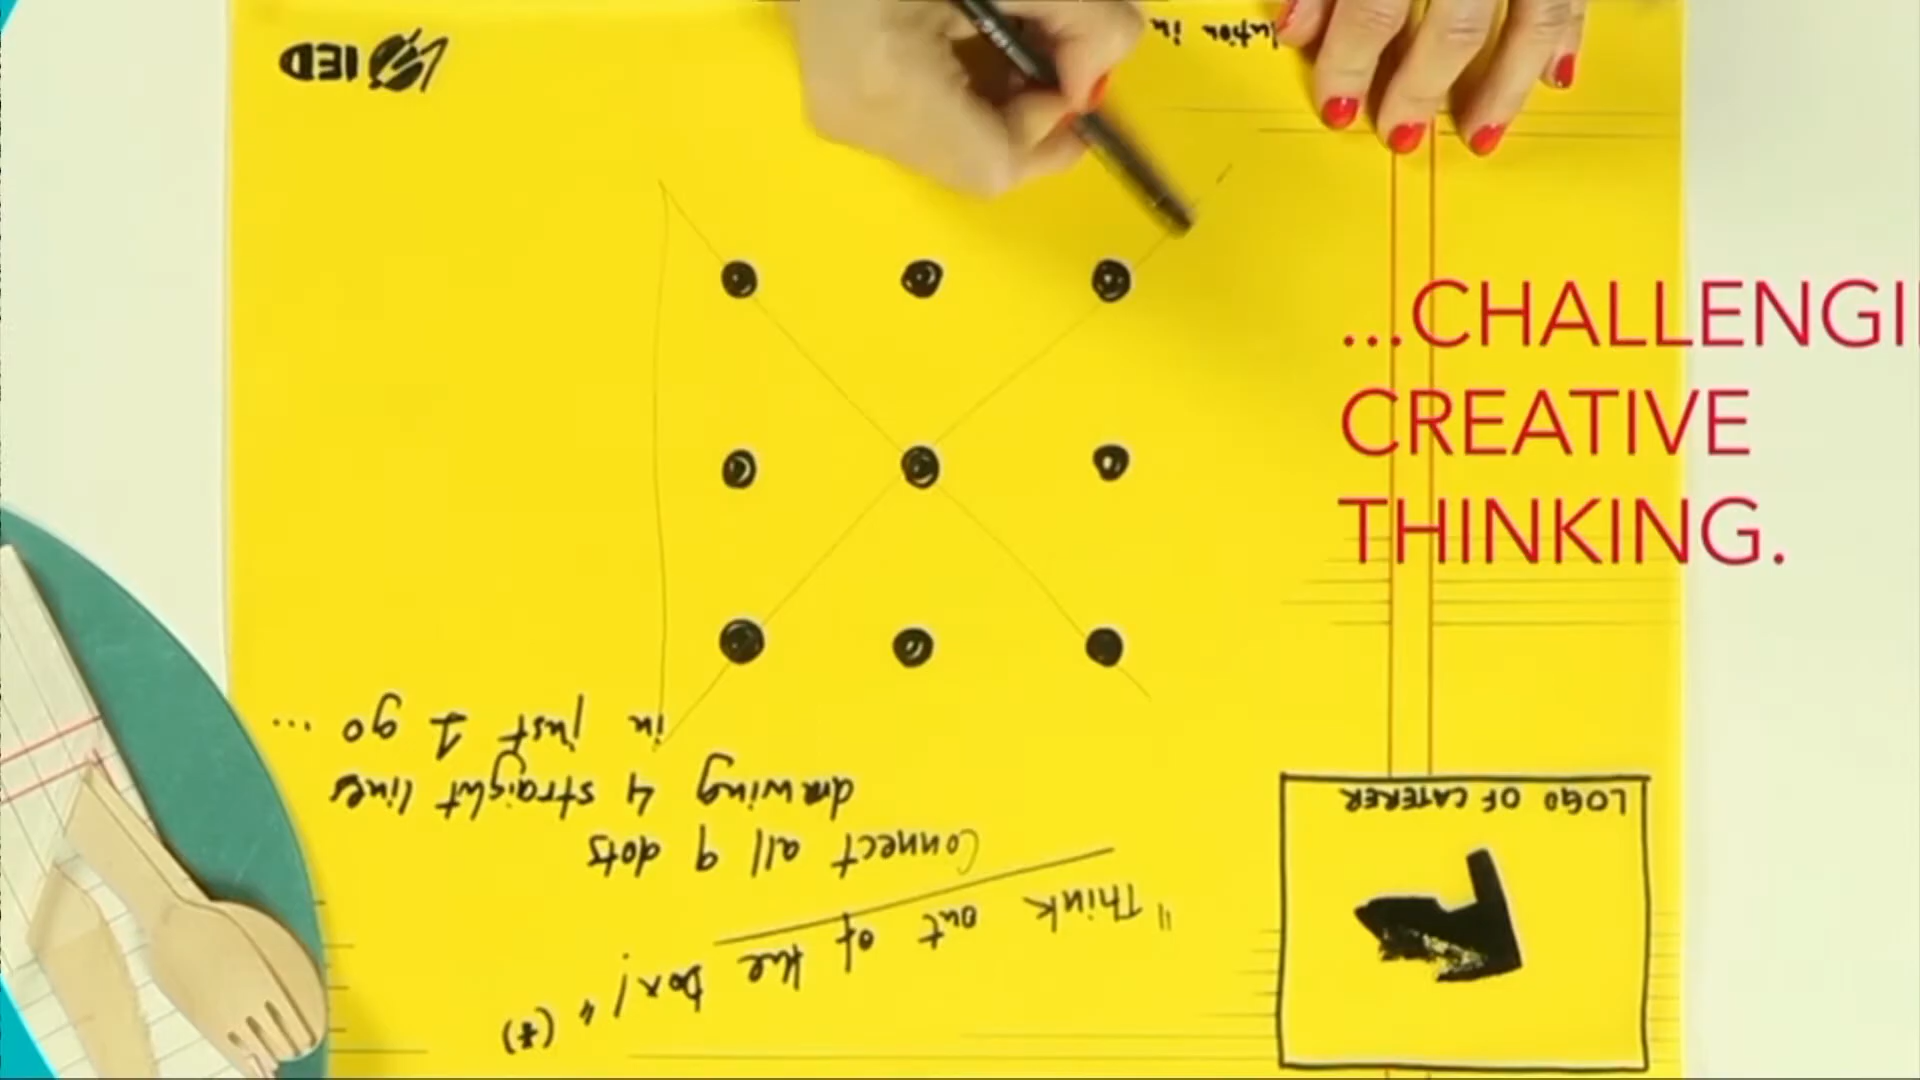 ...CHALLENGI
CREATIVE
THINKING.
"Think out of the box!" (*)
Connect all 9 dots
drawing 4 straight lines
in just 1 go ...
LOGO OF CATERER
IED